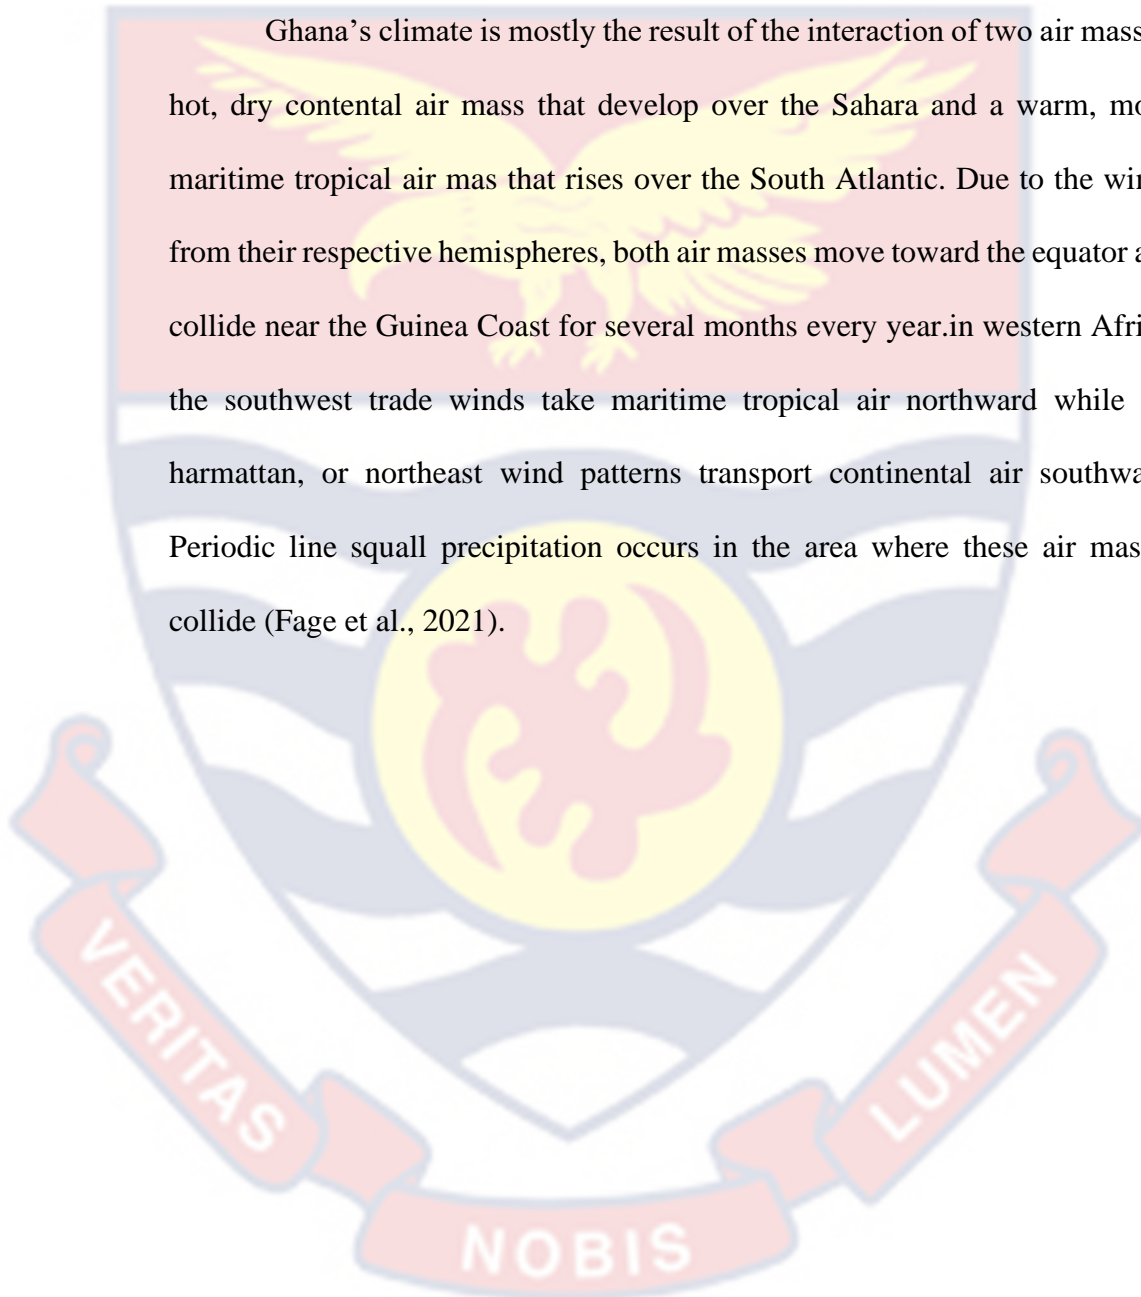 Ghana’s climate is mostly the result of the interaction of two air mass
hot, dry contental air mass that develop over the Sahara and a warm, mo
maritime tropical air mas that rises over the South Atlantic. Due to the win
from their respective hemispheres, both air masses move toward the equator a
collide near the Guinea Coast for several months every year.in western Afri
the southwest trade winds take maritime tropical air northward while
harmattan, or northeast wind patterns transport continental air southwa
Periodic line squall precipitation occurs in the area where these air mas
collide (Fage et al., 2021).
VERITAS
NOBIS
LUMEN